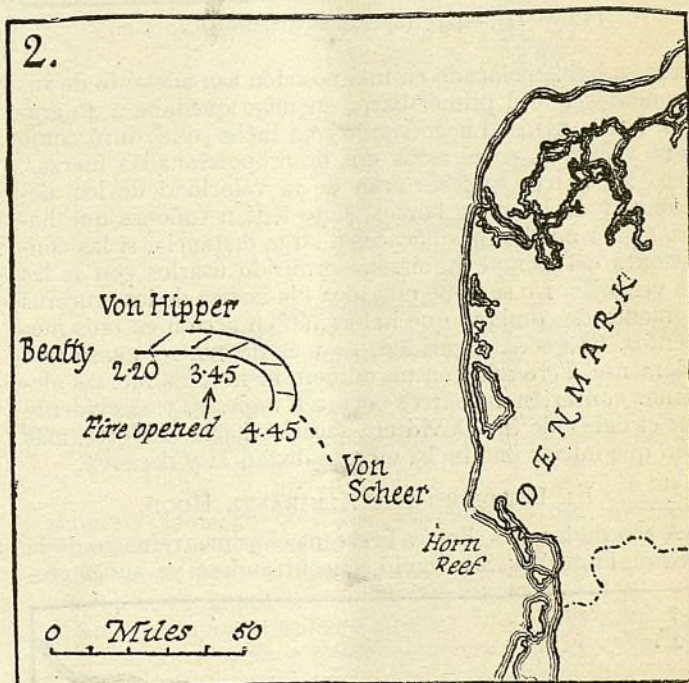 2.
Von Hipper
Beatty
2·20
3·45
Fire opened
4·45
Von
Scheer
DENMARK
Horn
Reef
0 Miles 50